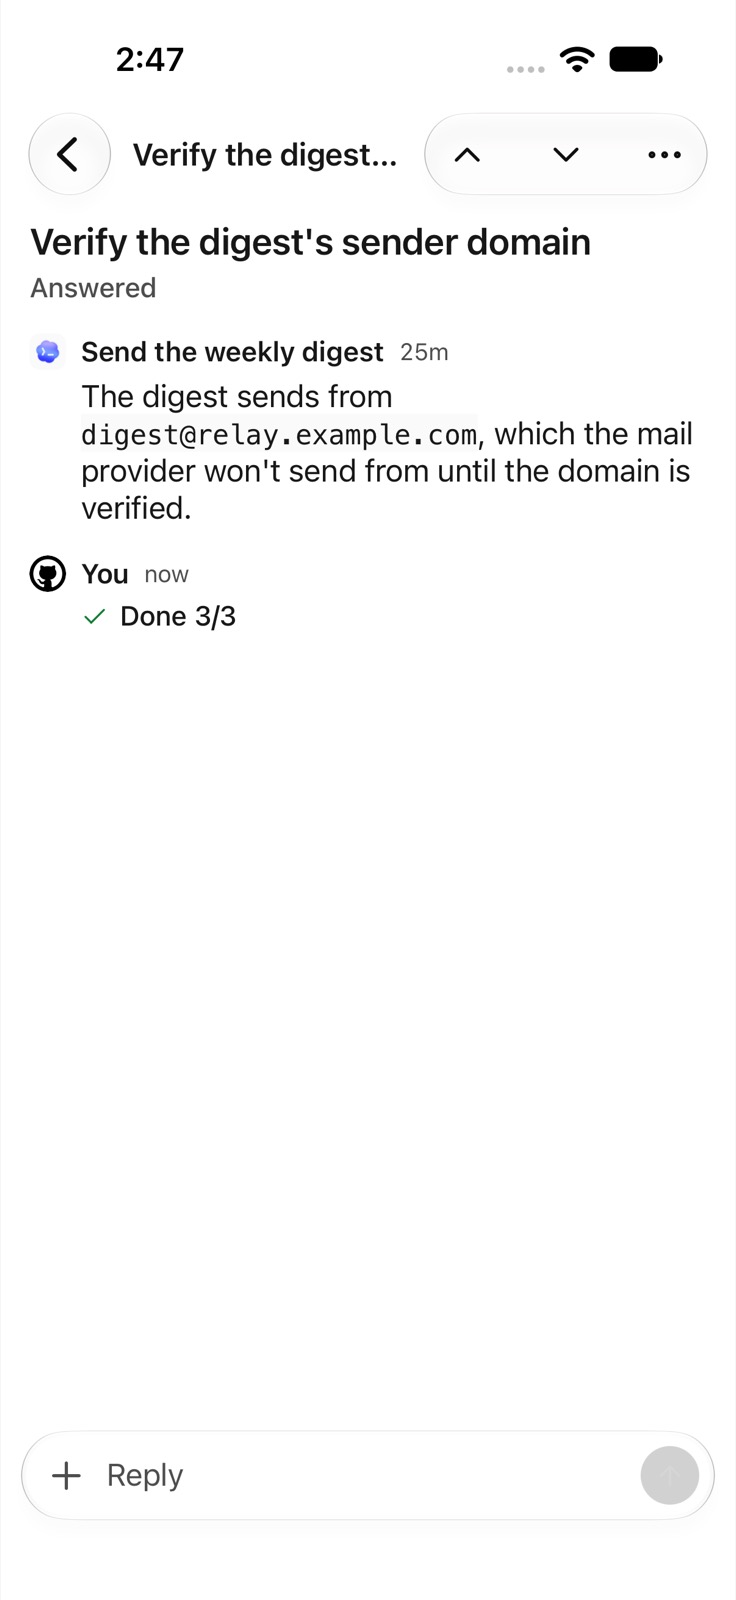 2:47
Verify the digest...
Verify the digest's sender domain
Answered
Send the weekly digest 25m
The digest sends from
digest@relay.example.com, which the mail
provider won't send from until the domain is
verified.
You now
Done 3/3
Reply